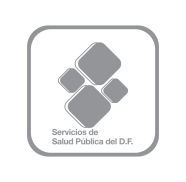 Servicios de
Salud Pública del D.F.